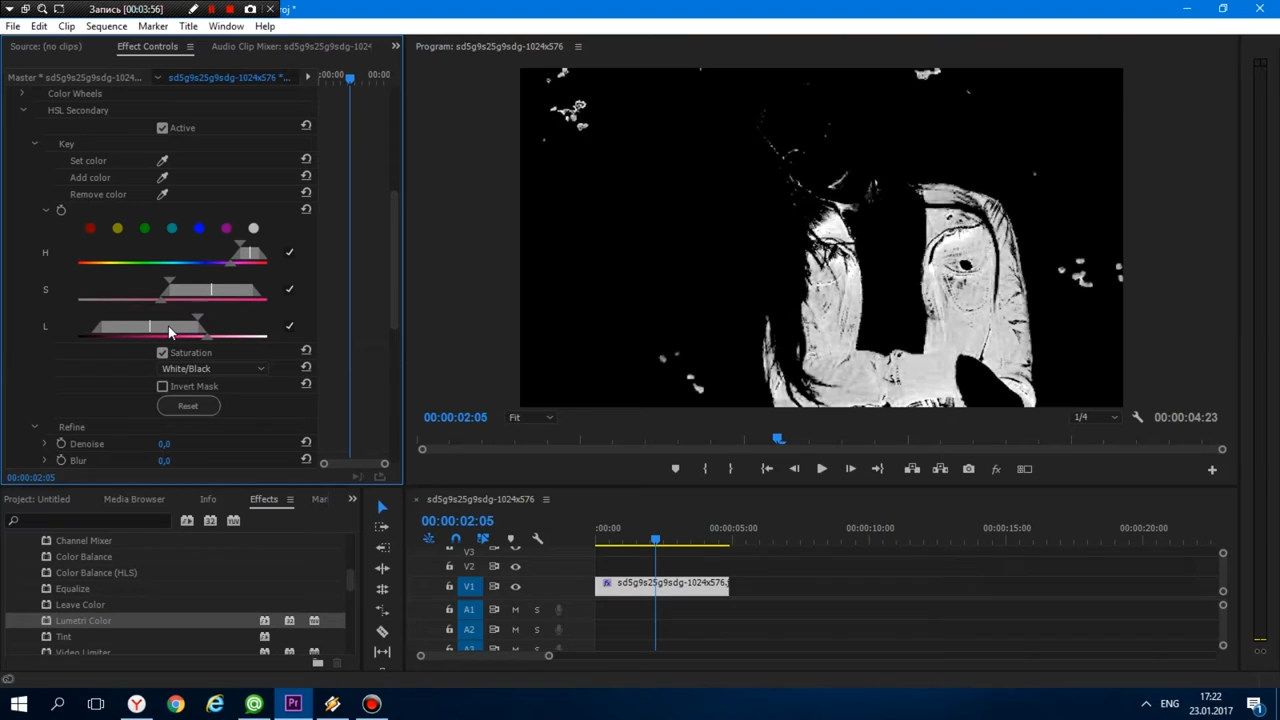 Запись [00:03:56]
roj *
File Edit Clip Sequence Marker Title Window Help
Source: (no clips) Effect Controls Audio Clip Mixer: sd5g9s25g9sdg-1024 Program: sd5g9s25g9sdg-1024x576
Master * sd5g9s25g9sdg-1024... sd5g9s25g9sdg-1024x576 *... :00:00 00:00
Color Wheels
HSL Secondary
Active
Key
Set color
Add color
Remove color
H
S
L
Saturation
White/Black
Invert Mask
Reset
Refine
Denoise 0,0
Blur 0,0
00:00:02:05
00:00:02:05 Fit 1/4 00:00:04:23
Project: Untitled Media Browser Info Effects Mar
Channel Mixer
Color Balance
Color Balance (HLS)
Equalize
Leave Color
Lumetri Color
Tint
Video Limiter
sd5g9s25g9sdg-1024x576
00:00:02:05 :00:00 00:00:05:00 00:00:10:00 00:00:15:00 00:00:20:00
V3
V2
V1 fx sd5g9s25g9sdg-1024x576.j
A1 M S
A2 M S
A3 M S
ENG 17:22
23.01.2017